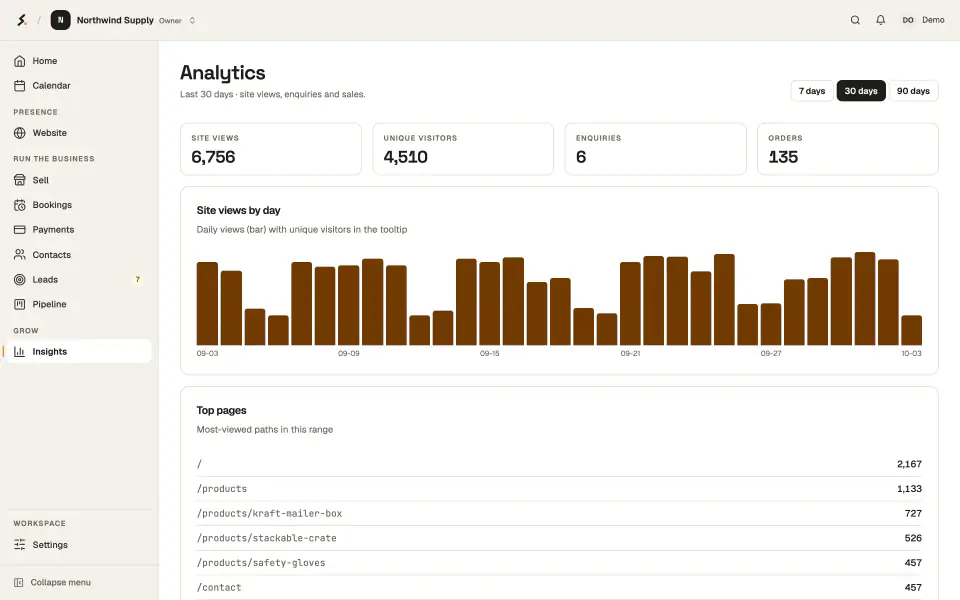 / N Northwind Supply Owner
DO Demo
Home
Calendar
PRESENCE
Website
RUN THE BUSINESS
Sell
Bookings
Payments
Contacts
Leads 7
Pipeline
GROW
Insights
WORKSPACE
Settings
Collapse menu
Analytics
Last 30 days · site views, enquiries and sales.
7 days 30 days 90 days
SITE VIEWS
6,756
UNIQUE VISITORS
4,510
ENQUIRIES
6
ORDERS
135
Site views by day
Daily views (bar) with unique visitors in the tooltip
09-03 09-09 09-15 09-21 09-27 10-03
Top pages
Most-viewed paths in this range
/ 2,167
/products 1,133
/products/kraft-mailer-box 727
/products/stackable-crate 526
/products/safety-gloves 457
/contact 457